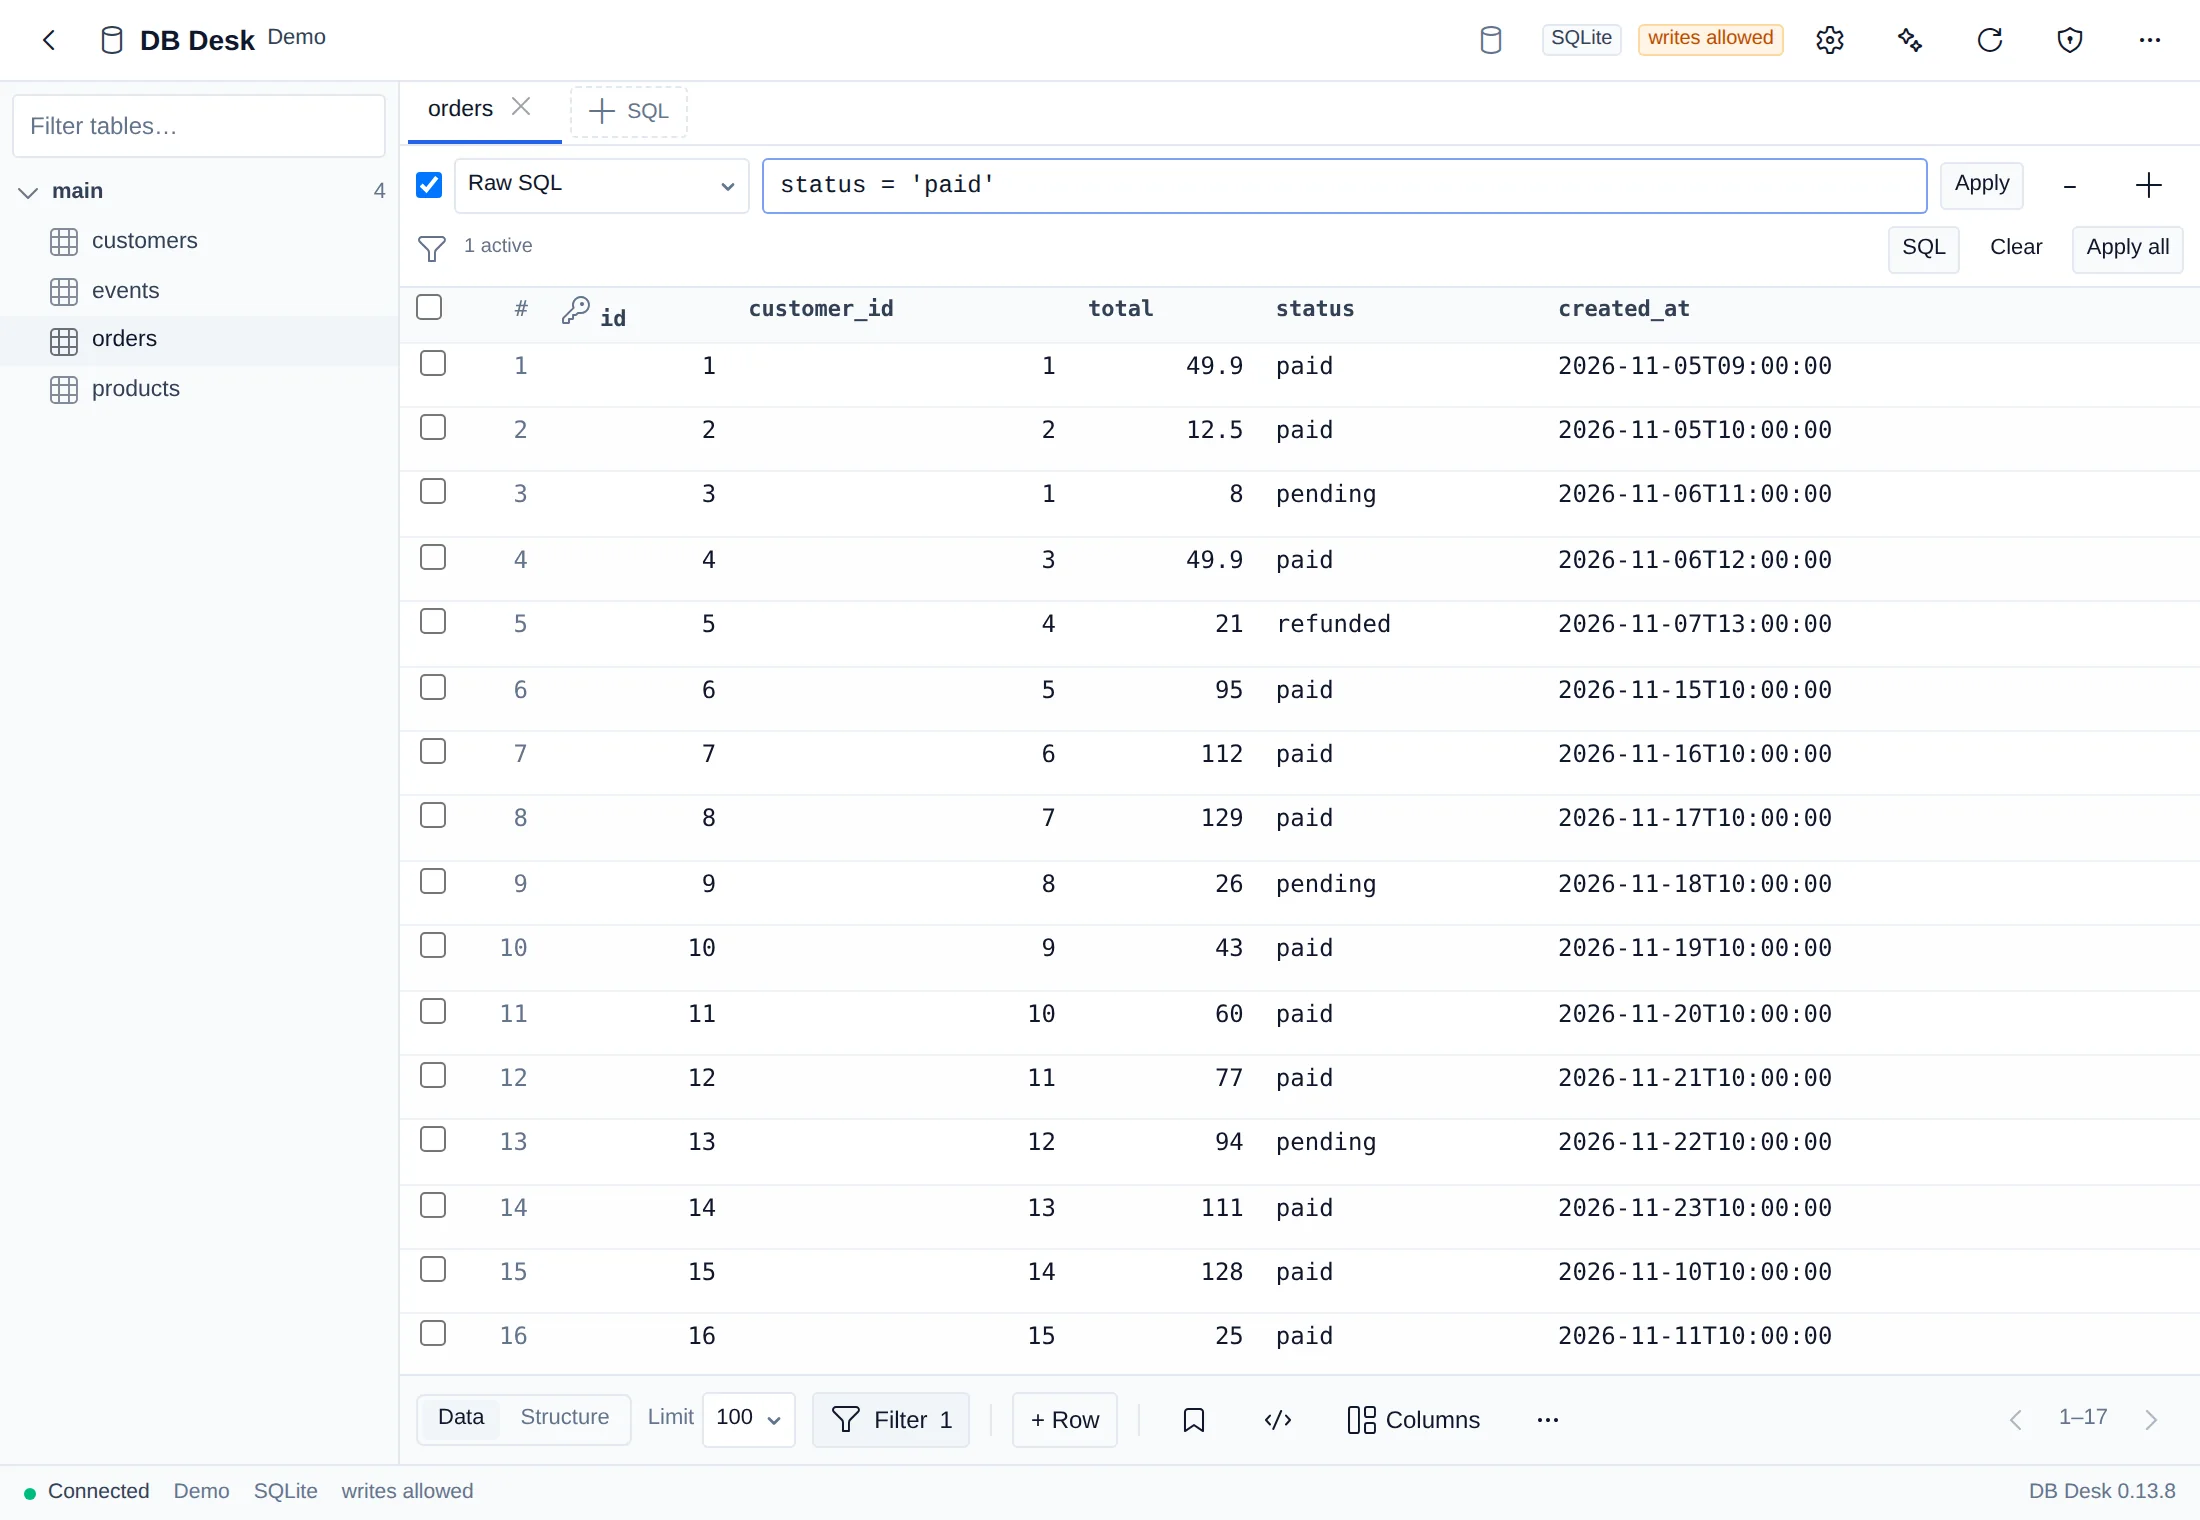 DB Desk Demo SQLite writes allowed
Filter tables…
main 4
customers
events
orders
products
orders SQL
Raw SQL status = 'paid' Apply - +
1 active SQL Clear Apply all
# id customer_id total status created_at
1 1 1 49.9 paid 2026-11-05T09:00:00
2 2 2 12.5 paid 2026-11-05T10:00:00
3 3 1 8 pending 2026-11-06T11:00:00
4 4 3 49.9 paid 2026-11-06T12:00:00
5 5 4 21 refunded 2026-11-07T13:00:00
6 6 5 95 paid 2026-11-15T10:00:00
7 7 6 112 paid 2026-11-16T10:00:00
8 8 7 129 paid 2026-11-17T10:00:00
9 9 8 26 pending 2026-11-18T10:00:00
10 10 9 43 paid 2026-11-19T10:00:00
11 11 10 60 paid 2026-11-20T10:00:00
12 12 11 77 paid 2026-11-21T10:00:00
13 13 12 94 pending 2026-11-22T10:00:00
14 14 13 111 paid 2026-11-23T10:00:00
15 15 14 128 paid 2026-11-10T10:00:00
16 16 15 25 paid 2026-11-11T10:00:00
Data Structure Limit 100 Filter 1 + Row Columns 1–17
Connected Demo SQLite writes allowed DB Desk 0.13.8